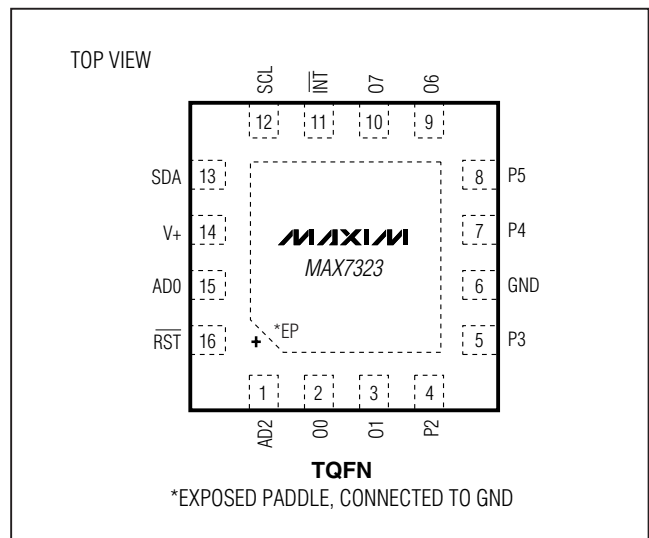 TOP VIEW
SCL INT O7 O6
12 11 10 9
SDA 13 8 P5
V+ 14 MAXIM 7 P4
MAX7323
AD0 15 6 GND
RST 16 + *EP 5 P3
1 2 3 4
AD2 O0 O1 P2
TQFN
*EXPOSED PADDLE, CONNECTED TO GND